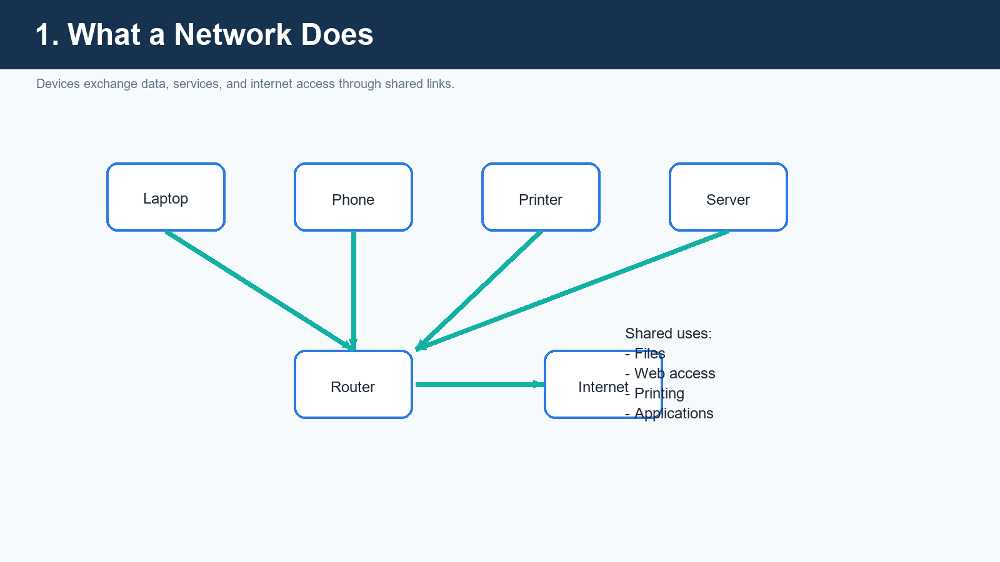 1. What a Network Does
Devices exchange data, services, and internet access through shared links.
Laptop
Phone
Printer
Server
Router
Internet
Shared uses:
- Files
- Web access
- Printing
- Applications